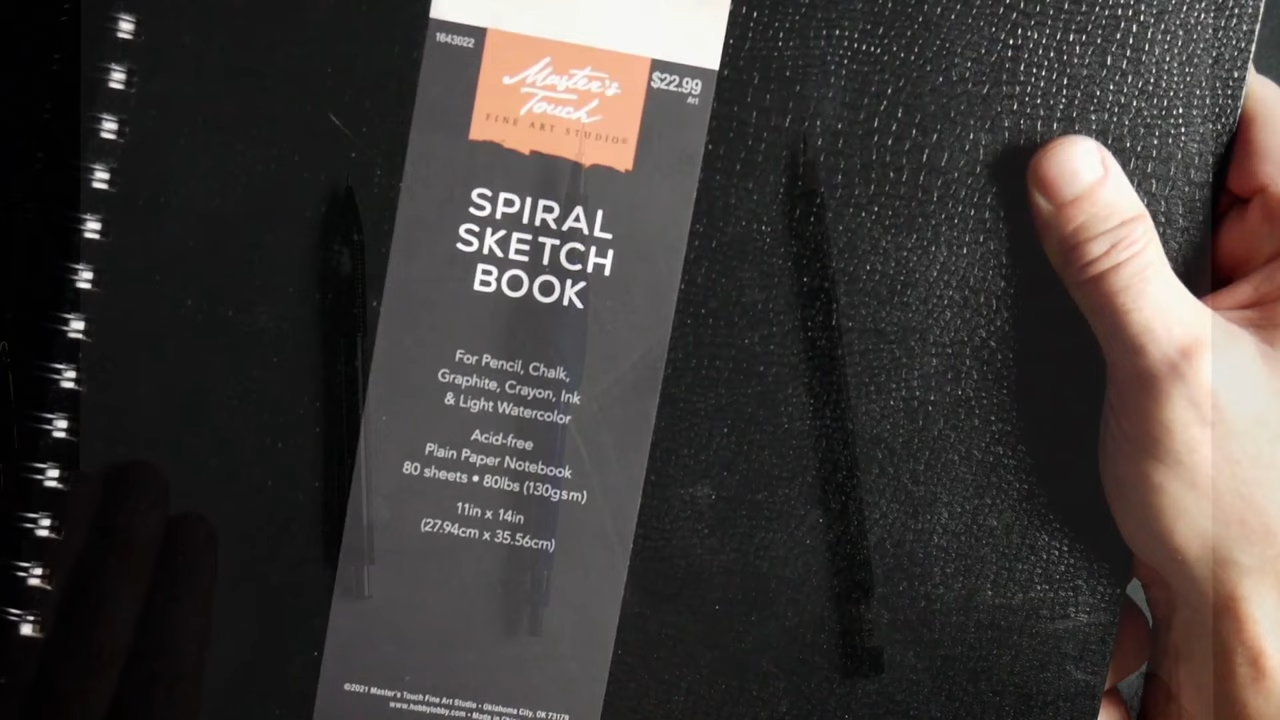 1643022
Master's
Touch
FINE ART STUDIO®
$22.99
Art
SPIRAL
SKETCH
BOOK
For Pencil, Chalk,
Graphite, Crayon, Ink
& Light Watercolor
Acid-free
Plain Paper Notebook
80 sheets • 80lbs (130gsm)
11in x 14in
(27.94cm x 35.56cm)
©2021 Master's Touch Fine Art Studio • Oklahoma City, OK 73179
www.hobbylobby.com • Made in